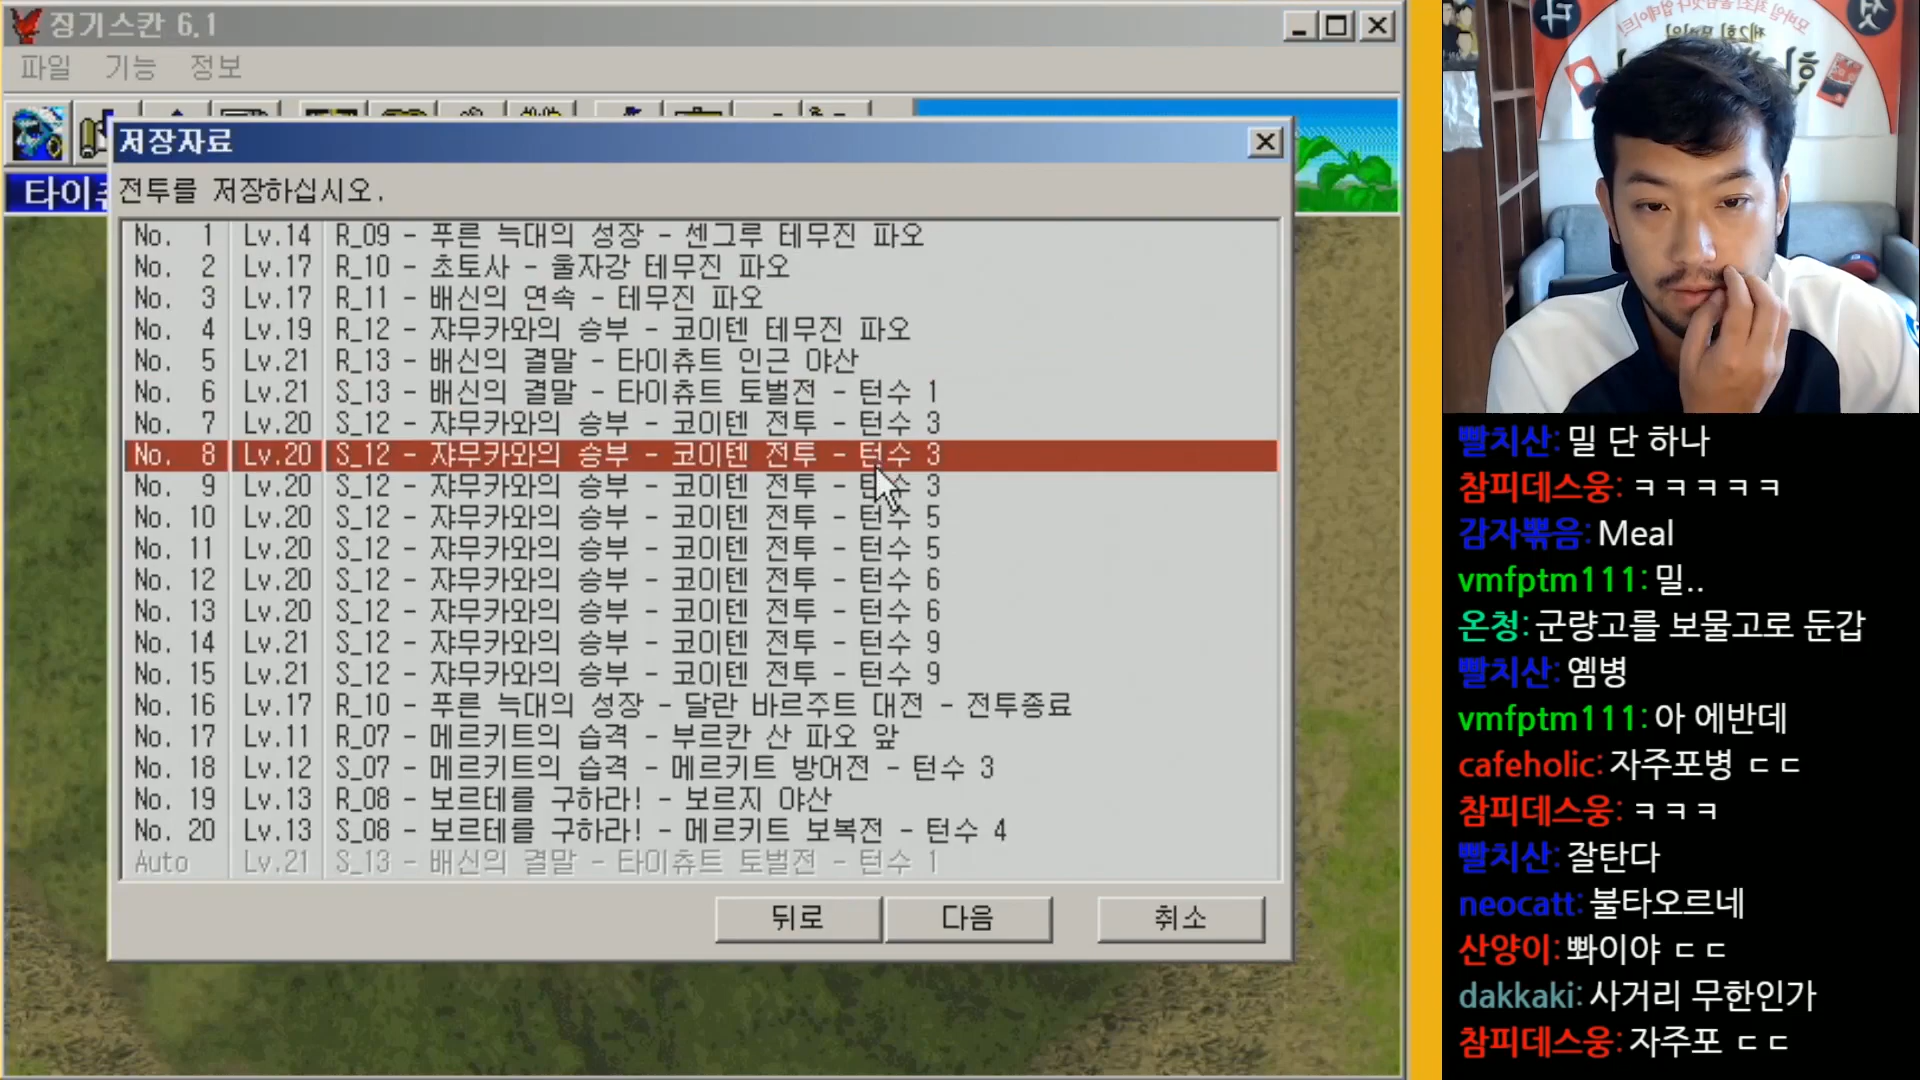 징기스칸 6.1
파일 기능 정보
저장자료
타이츄
전투를 저장하십시오.
No. 1 Lv.14 R_09 - 푸른 늑대의 성장 - 센그루 테무진 파오
No. 2 Lv.17 R_10 - 초토사 - 울자강 테무진 파오
No. 3 Lv.17 R_11 - 배신의 연속 - 테무진 파오
No. 4 Lv.19 R_12 - 쟈무카와의 승부 - 코이텐 테무진 파오
No. 5 Lv.21 R_13 - 배신의 결말 - 타이츄트 인근 야산
No. 6 Lv.21 S_13 - 배신의 결말 - 타이츄트 토벌전 - 턴수 1
No. 7 Lv.20 S_12 - 쟈무카와의 승부 - 코이텐 전투 - 턴수 3
No. 8 Lv.20 S_12 - 쟈무카와의 승부 - 코이텐 전투 - 턴수 3
No. 9 Lv.20 S_12 - 쟈무카와의 승부 - 코이텐 전투 - 턴수 3
No. 10 Lv.20 S_12 - 쟈무카와의 승부 - 코이텐 전투 - 턴수 5
No. 11 Lv.20 S_12 - 쟈무카와의 승부 - 코이텐 전투 - 턴수 5
No. 12 Lv.20 S_12 - 쟈무카와의 승부 - 코이텐 전투 - 턴수 6
No. 13 Lv.20 S_12 - 쟈무카와의 승부 - 코이텐 전투 - 턴수 6
No. 14 Lv.21 S_12 - 쟈무카와의 승부 - 코이텐 전투 - 턴수 9
No. 15 Lv.21 S_12 - 쟈무카와의 승부 - 코이텐 전투 - 턴수 9
No. 16 Lv.17 R_10 - 푸른 늑대의 성장 - 달란 바르주트 대전 - 전투종료
No. 17 Lv.11 R_07 - 메르키트의 습격 - 부르칸 산 파오 앞
No. 18 Lv.12 S_07 - 메르키트의 습격 - 메르키트 방어전 - 턴수 3
No. 19 Lv.13 R_08 - 보르테를 구하라! - 보르지 야산
No. 20 Lv.13 S_08 - 보르테를 구하라! - 메르키트 보복전 - 턴수 4
Auto Lv.21 S_13 - 배신의 결말 - 타이츄트 토벌전 - 턴수 1
뒤로 다음 취소
빨치산: 밀 단 하나
참피데스웅: ㅋㅋㅋㅋㅋ
감자뽂음: Meal
vmfptm111: 밀..
온청: 군량고를 보물고로 둔갑
빨치산: 옘병
vmfptm111: 아 에반데
cafeholic: 자주포병 ㄷㄷ
참피데스웅: ㅋㅋㅋ
빨치산: 잘탄다
neocatt: 불타오르네
산양이: 빠이야 ㄷㄷ
dakkaki: 사거리 무한인가
참피데스웅: 자주포 ㄷㄷ